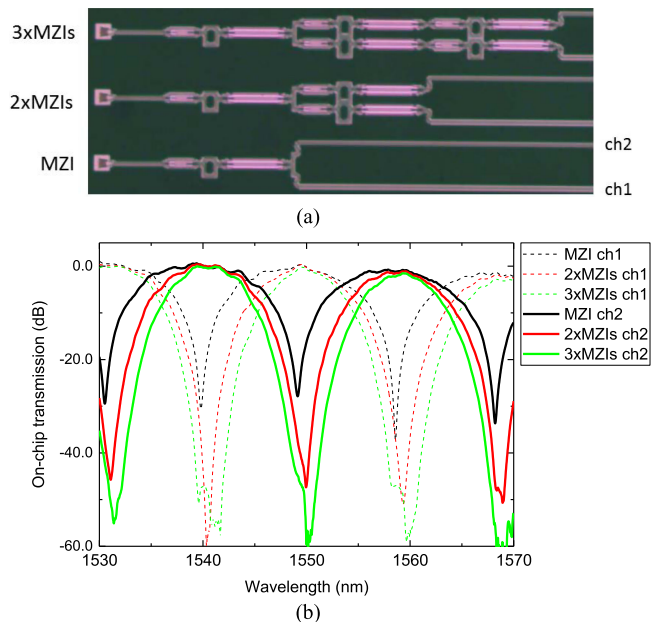 3xMZIs
2xMZIs
MZI
ch2
ch1
(a)
0.0
-20.0
-40.0
-60.0
On-chip transmission (dB)
1530
1540
1550
1560
1570
Wavelength (nm)
MZI ch1
2xMZIs ch1
3xMZIs ch1
MZI ch2
2xMZIs ch2
3xMZIs ch2
(b)